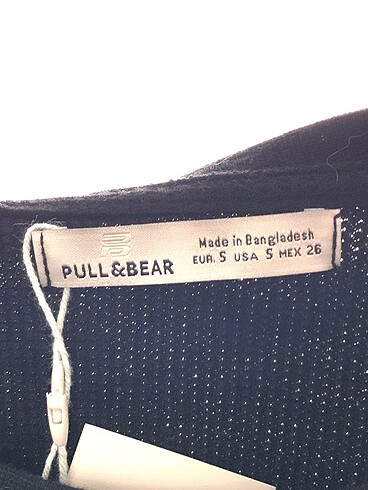 PULL&BEAR
Made in Bangladesh
EUR. S USA S MEX 26